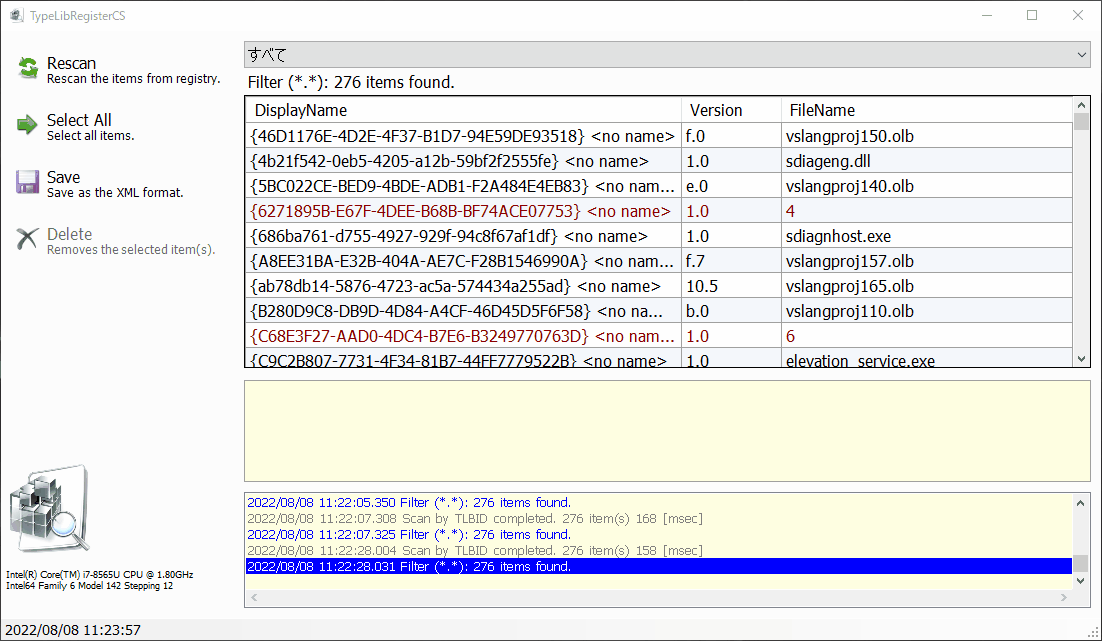 TypeLibRegisterCS
Rescan
Rescan the items from registry.
Select All
Select all items.
Save
Save as the XML format.
Delete
Removes the selected item(s).
すべて
Filter (*.*): 276 items found.
DisplayName Version FileName
{46D1176E-4D2E-4F37-B1D7-94E59DE93518} <no name> f.0 vslangproj150.olb
{4b21f542-0eb5-4205-a12b-59bf2f2555fe} <no name> 1.0 sdiageng.dll
{5BC022CE-BED9-4BDE-ADB1-F2A484E4EB83} <no nam... e.0 vslangproj140.olb
{6271895B-E67F-4DEE-B68B-BF74ACE07753} <no name> 1.0 4
{686ba761-d755-4927-929f-94c8f67af1df} <no name> 1.0 sdiagnhost.exe
{A8EE31BA-E32B-404A-AE7C-F28B1546990A} <no nam... f.7 vslangproj157.olb
{ab78db14-5876-4723-ac5a-574434a255ad} <no name> 10.5 vslangproj165.olb
{B280D9C8-DB9D-4D84-A4CF-46D45D5F6F58} <no na... b.0 vslangproj110.olb
{C68E3F27-AAD0-4DC4-B7E6-B3249770763D} <no nam... 1.0 6
{C9C2B807-7731-4F34-81B7-44FF7779522B} <no name> 1.0 elevation_service.exe
2022/08/08 11:22:05.350 Filter (*.*): 276 items found.
2022/08/08 11:22:07.308 Scan by TLBID completed. 276 item(s) 168 [msec]
2022/08/08 11:22:07.325 Filter (*.*): 276 items found.
2022/08/08 11:22:28.004 Scan by TLBID completed. 276 item(s) 158 [msec]
2022/08/08 11:22:28.031 Filter (*.*): 276 items found.
Intel(R) Core(TM) i7-8565U CPU @ 1.80GHz
Intel64 Family 6 Model 142 Stepping 12
2022/08/08 11:23:57